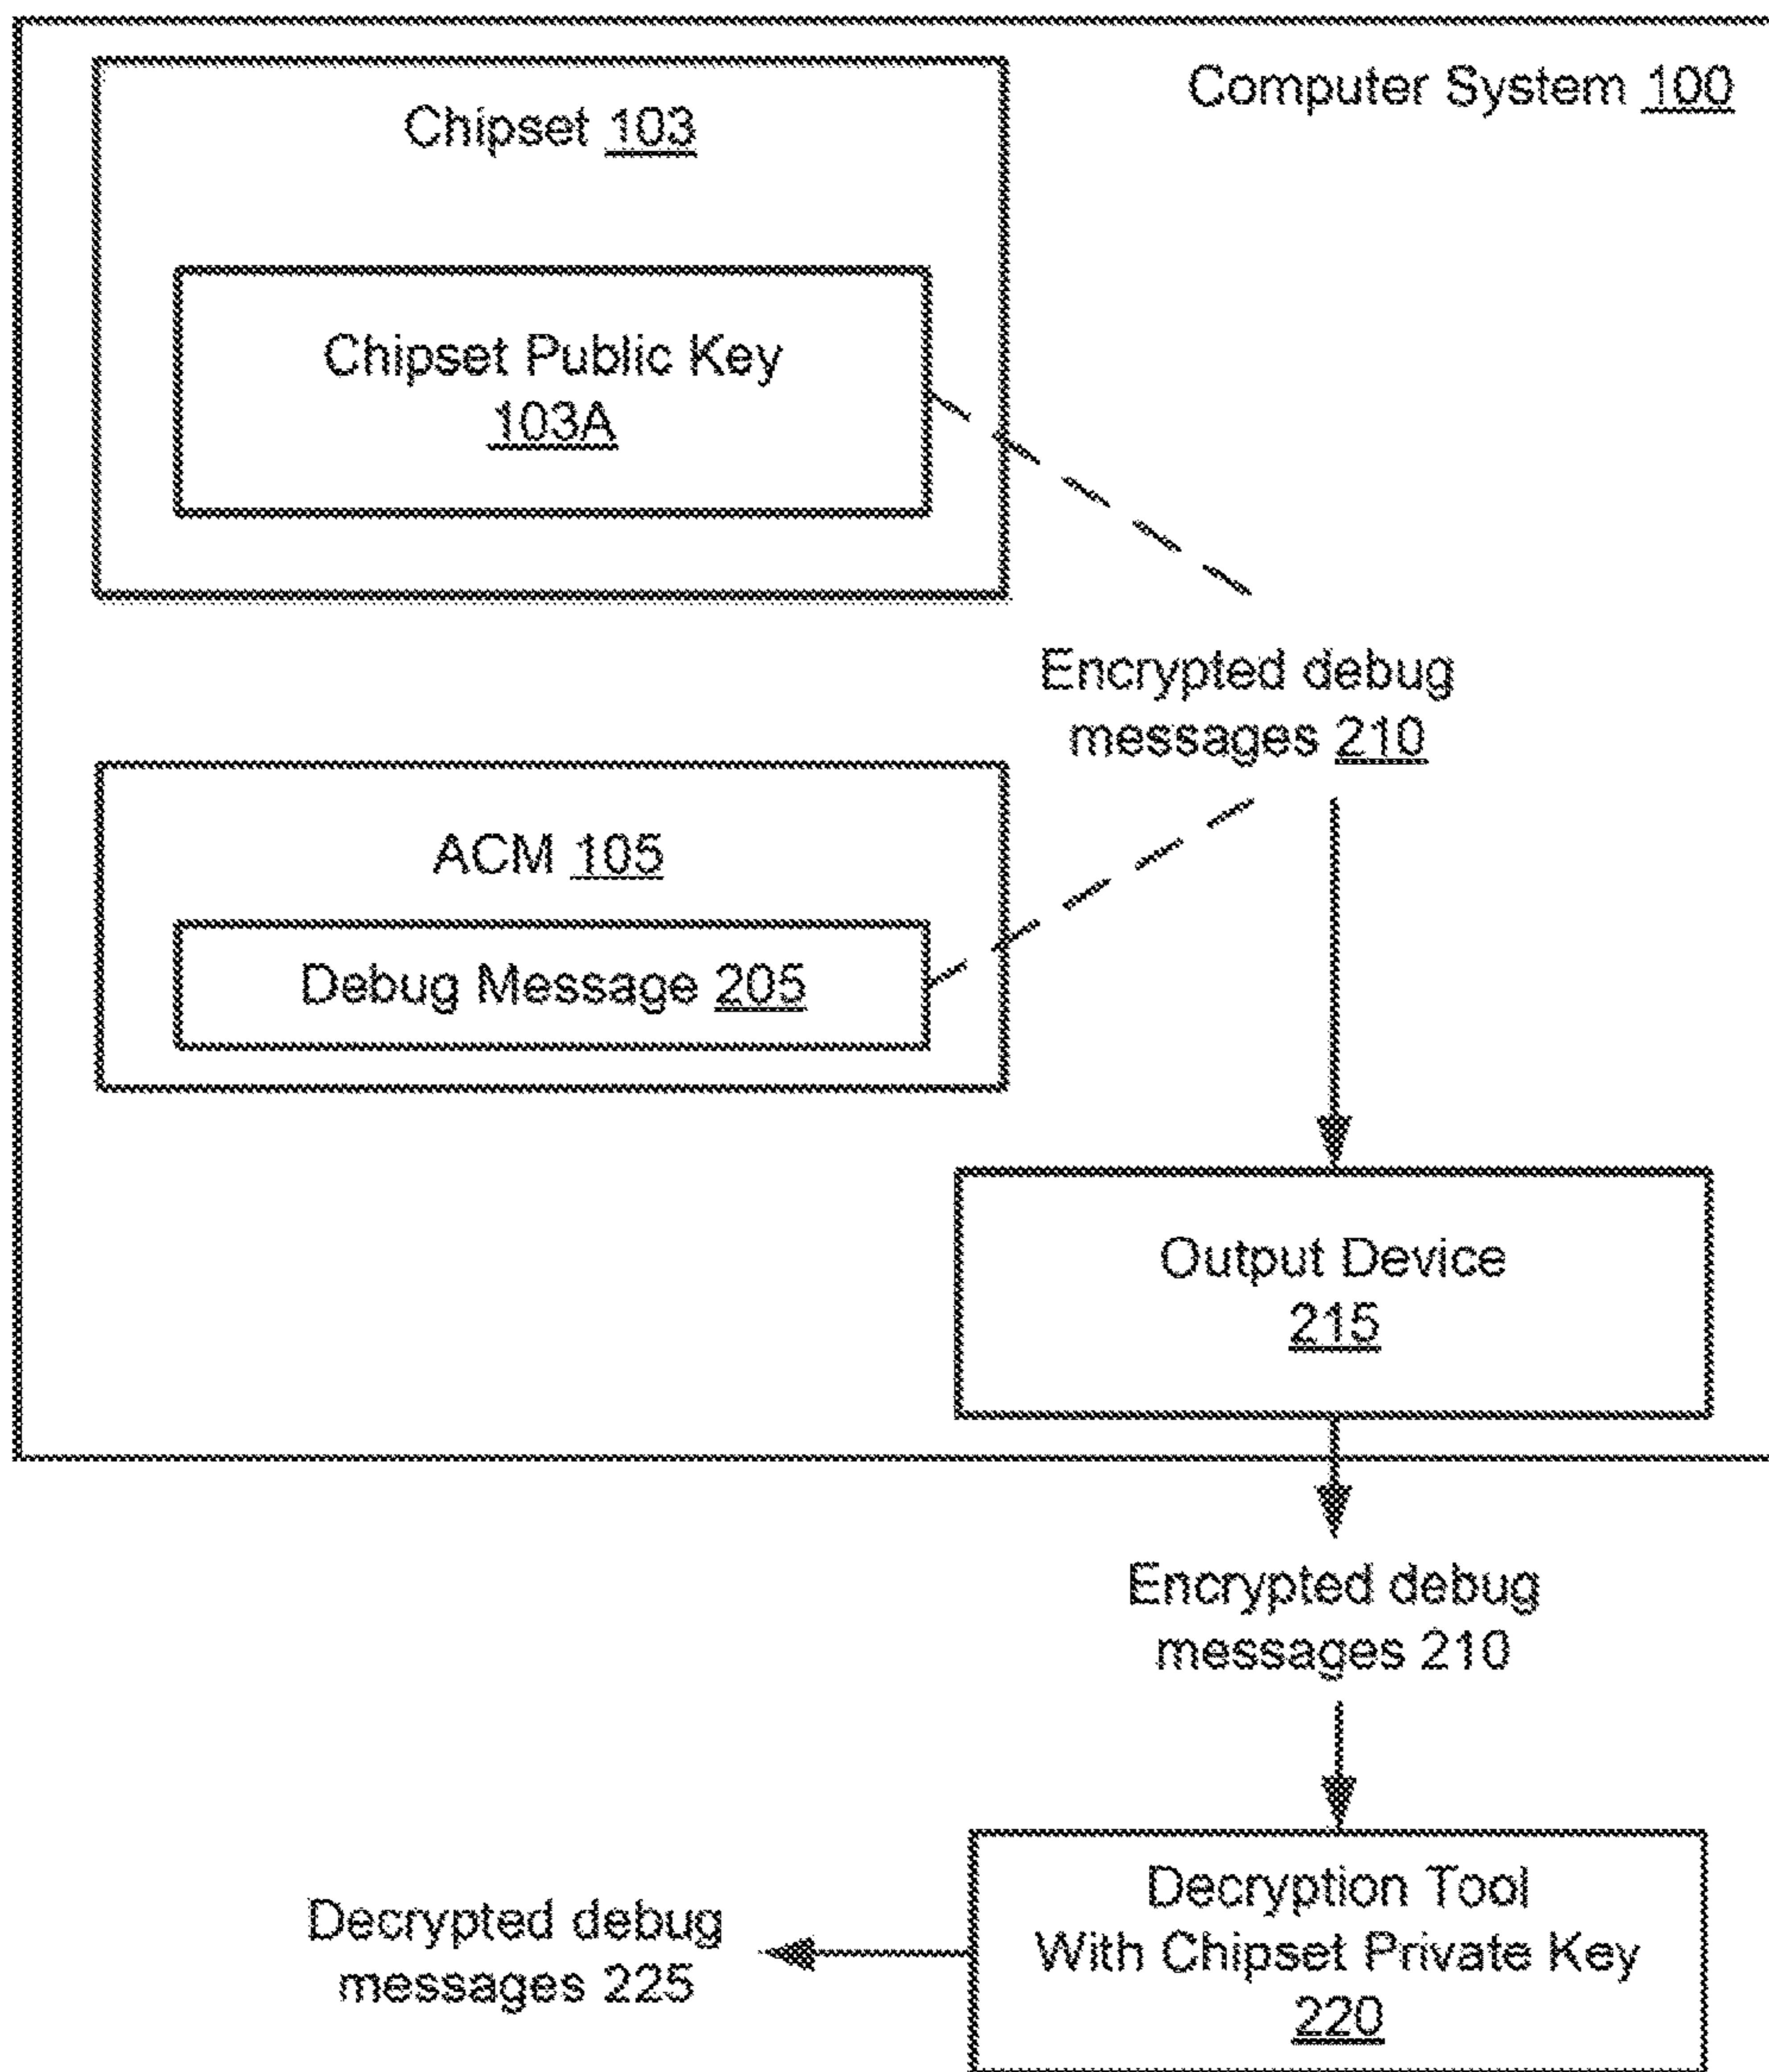 Computer System 100
Chipset 103
Chipset Public Key
103A
Encrypted debug
messages 210
ACM 105
Debug Message 205
Output Device
215
Encrypted debug
messages 210
Decryption Tool
With Chipset Private Key
220
Decrypted debug
messages 225